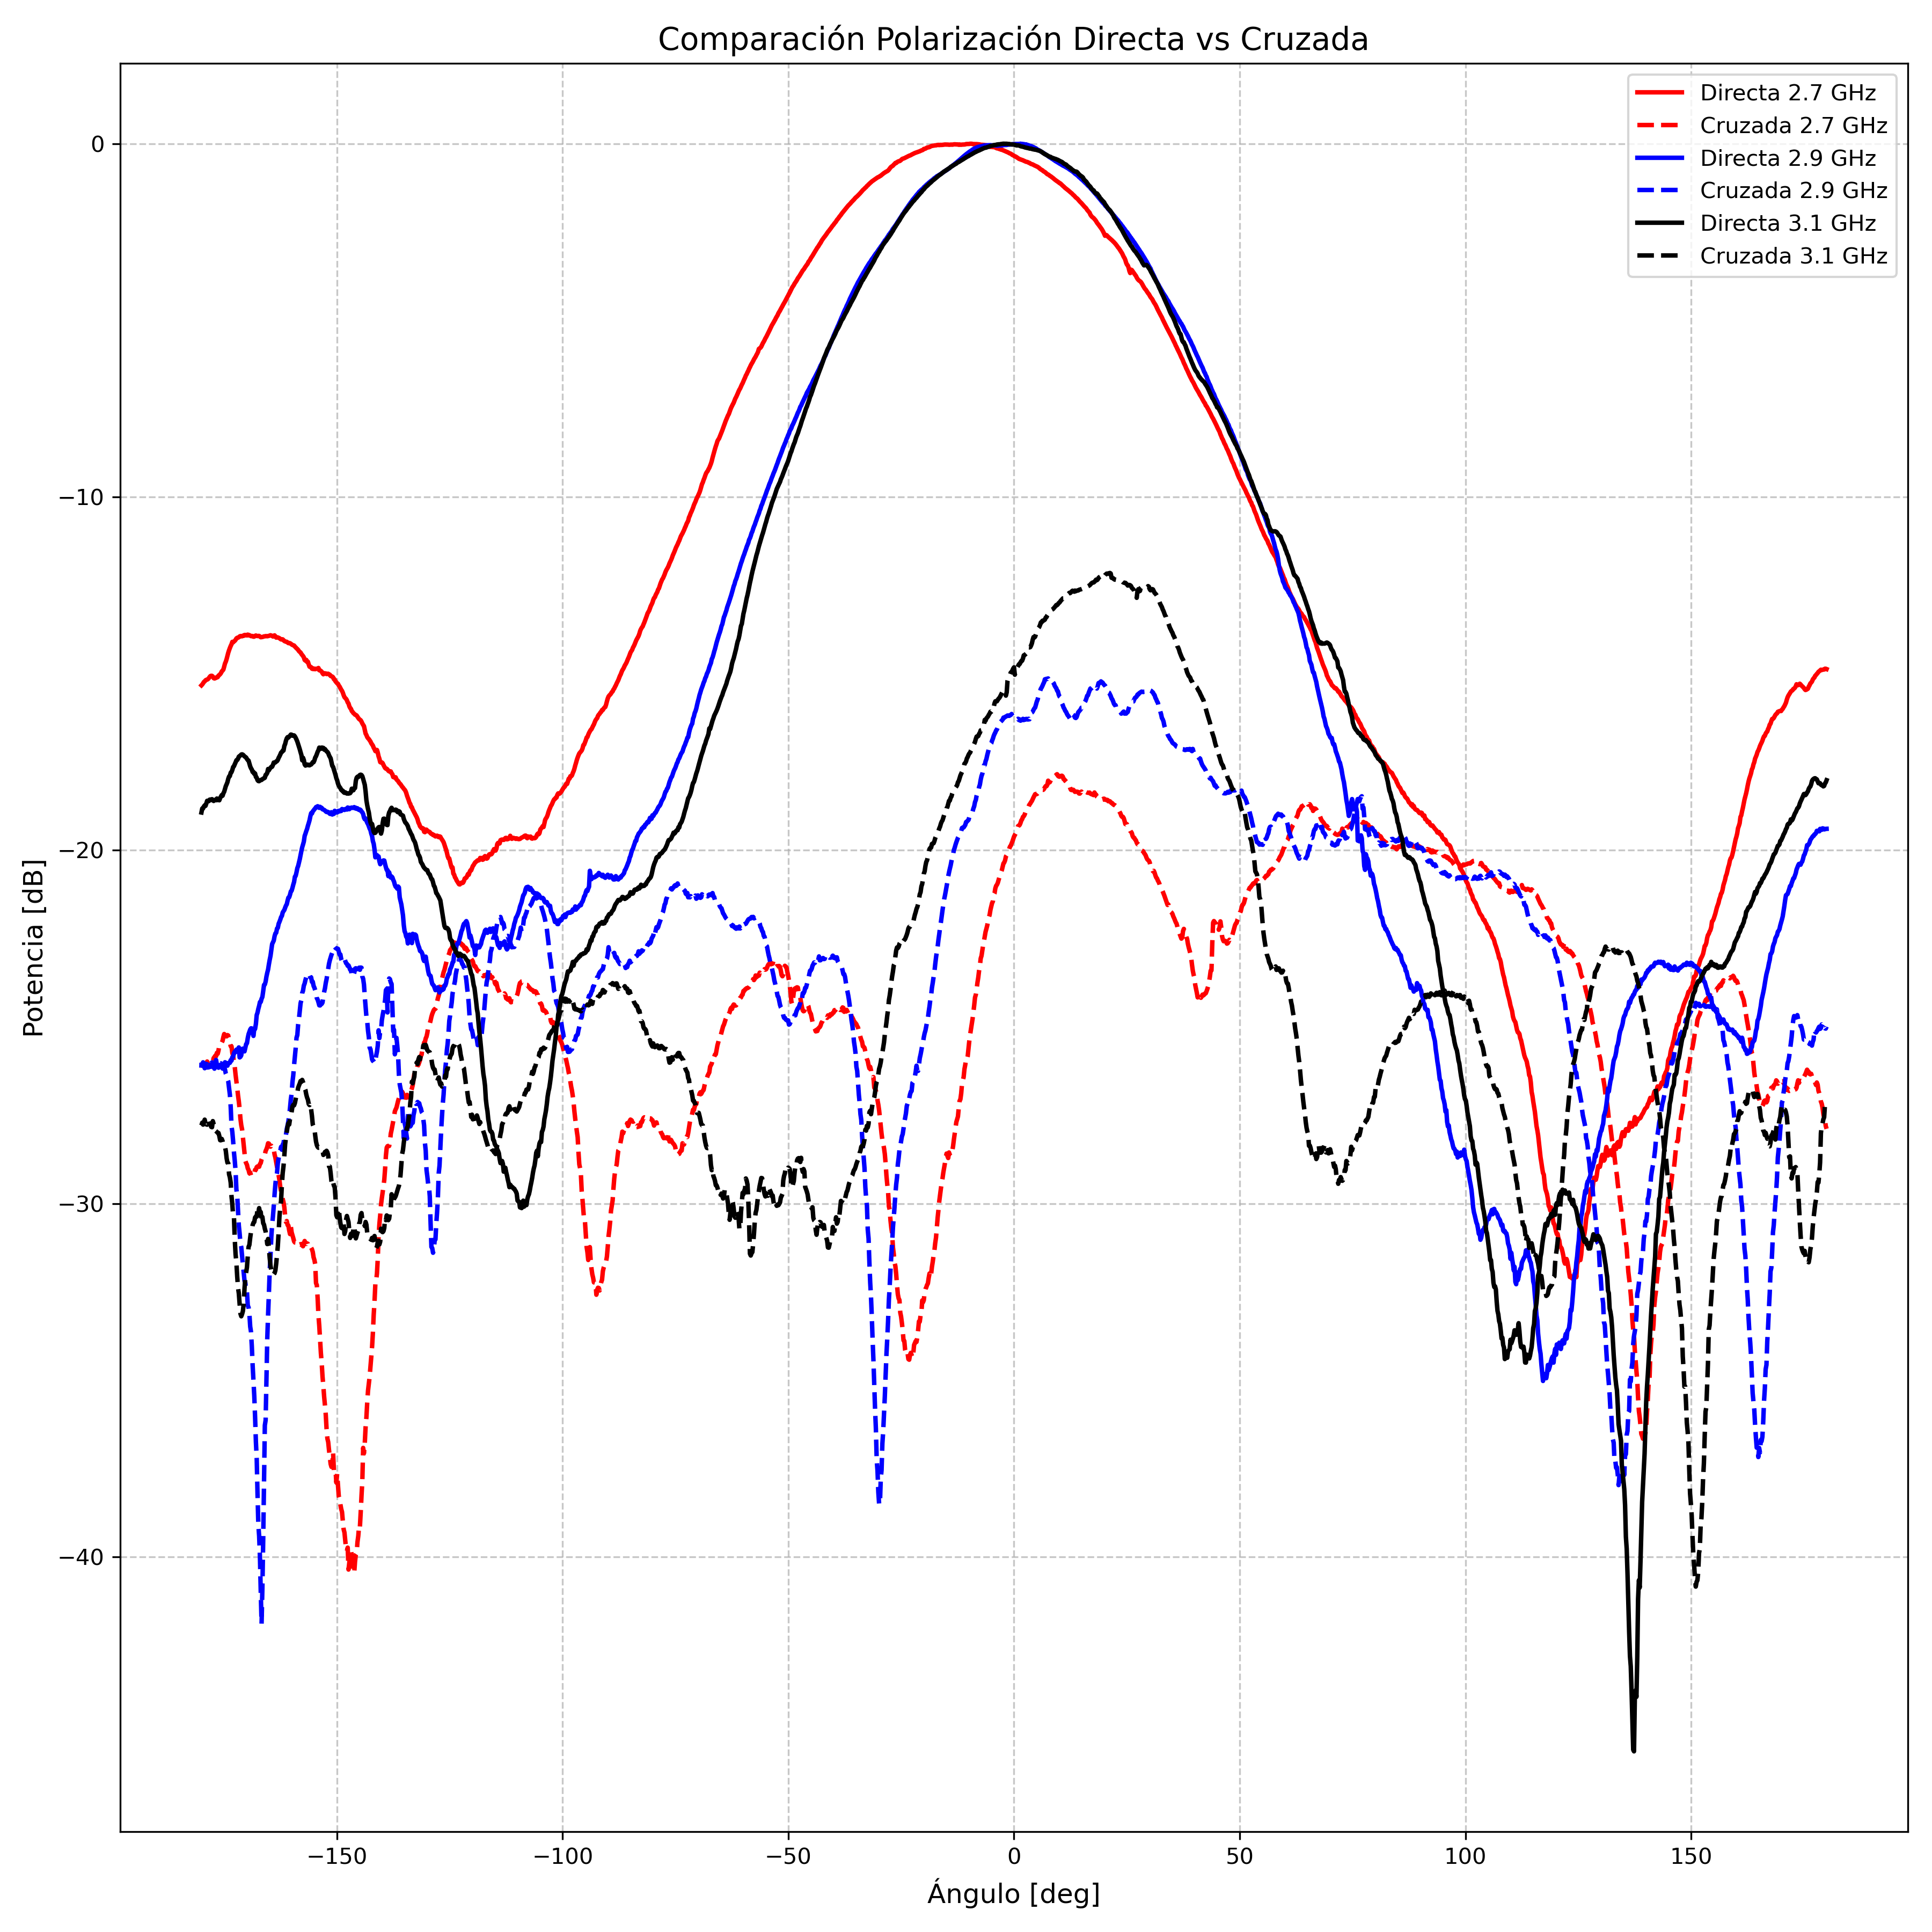 Comparación Polarización Directa vs Cruzada
Directa 2.7 GHz
Cruzada 2.7 GHz
Directa 2.9 GHz
Cruzada 2.9 GHz
Directa 3.1 GHz
Cruzada 3.1 GHz
Potencia [dB]
0
−10
−20
−30
−40
−150
−100
−50
0
50
100
150
Ángulo [deg]